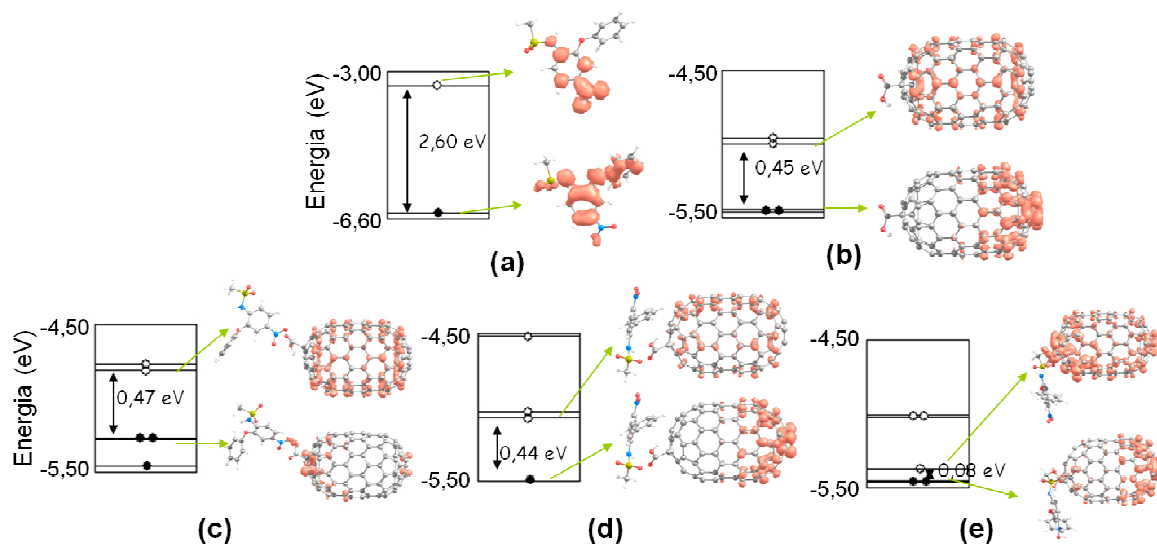 Energia (eV)
-3,00
2,60 eV
-6,60
(a)
-4,50
0,45 eV
-5,50
(b)
Energia (eV)
-4,50
0,47 eV
-5,50
(c)
-4,50
0,44 eV
-5,50
(d)
-4,50
0,08 eV
-5,50
(e)